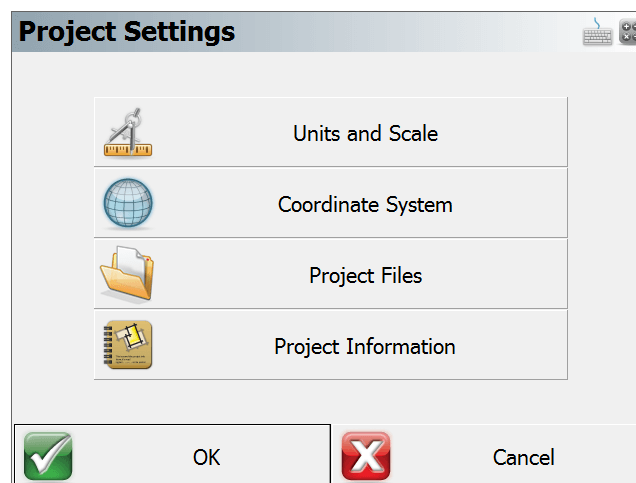 Project Settings
Units and Scale
Coordinate System
Project Files
Project Information
OK
Cancel